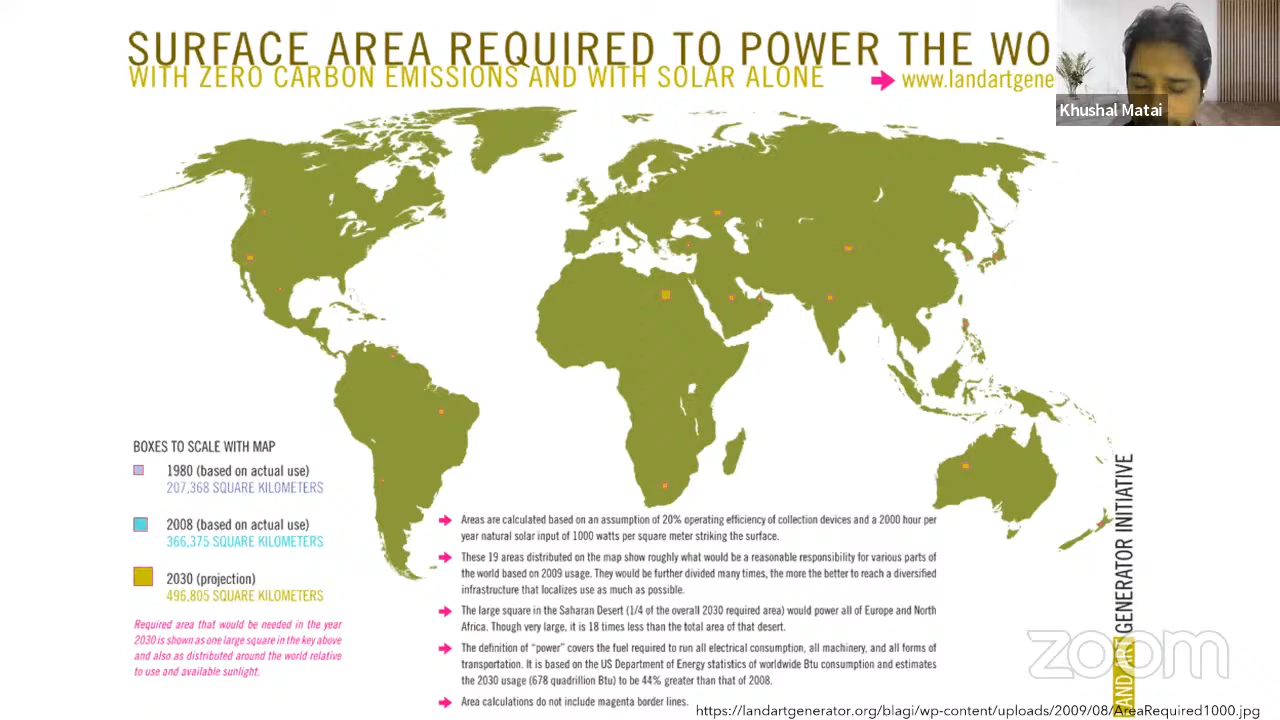 SURFACE AREA REQUIRED TO POWER THE WO
WITH ZERO CARBON EMISSIONS AND WITH SOLAR ALONE
www.landartgene
Khushal Matai
BOXES TO SCALE WITH MAP
1980 (based on actual use)
207,368 SQUARE KILOMETERS
2008 (based on actual use)
366,375 SQUARE KILOMETERS
2030 (projection)
496,805 SQUARE KILOMETERS
Required area that would be needed in the year
2030 is shown as one large square in the key above
and also as distributed around the world relative
to use and available sunlight.
Areas are calculated based on an assumption of 20% operating efficiency of collection devices and a 2000 hour per
year natural solar input of 1000 watts per square meter striking the surface.
These 19 areas distributed on the map show roughly what would be a reasonable responsibility for various parts of
the world based on 2009 usage. They would be further divided many times, the more the better to reach a diversified
infrastructure that localizes use as much as possible.
The large square in the Saharan Desert (1/4 of the overall 2030 required area) would power all of Europe and North
Africa. Though very large, it is 18 times less than the total area of that desert.
The definition of "power" covers the fuel required to run all electrical consumption, all machinery, and all forms of
transportation. It is based on the US Department of Energy statistics of worldwide Btu consumption and estimates
the 2030 usage (678 quadrillion Btu) to be 44% greater than that of 2008.
Area calculations do not include magenta border lines.
LAND ART GENERATOR INITIATIVE
zoom
https://landartgenerator.org/blagi/wp-content/uploads/2009/08/AreaRequired1000.jpg